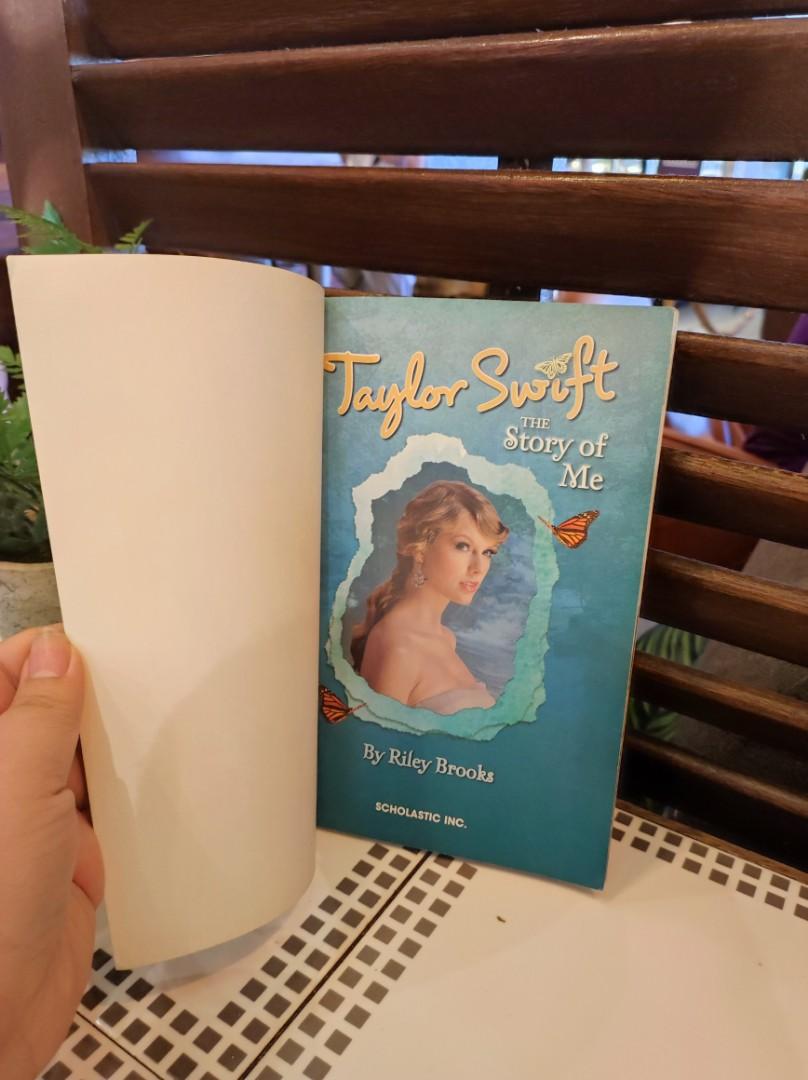 Taylor Swift
THE
Story of
Me
By Riley Brooks
SCHOLASTIC INC.